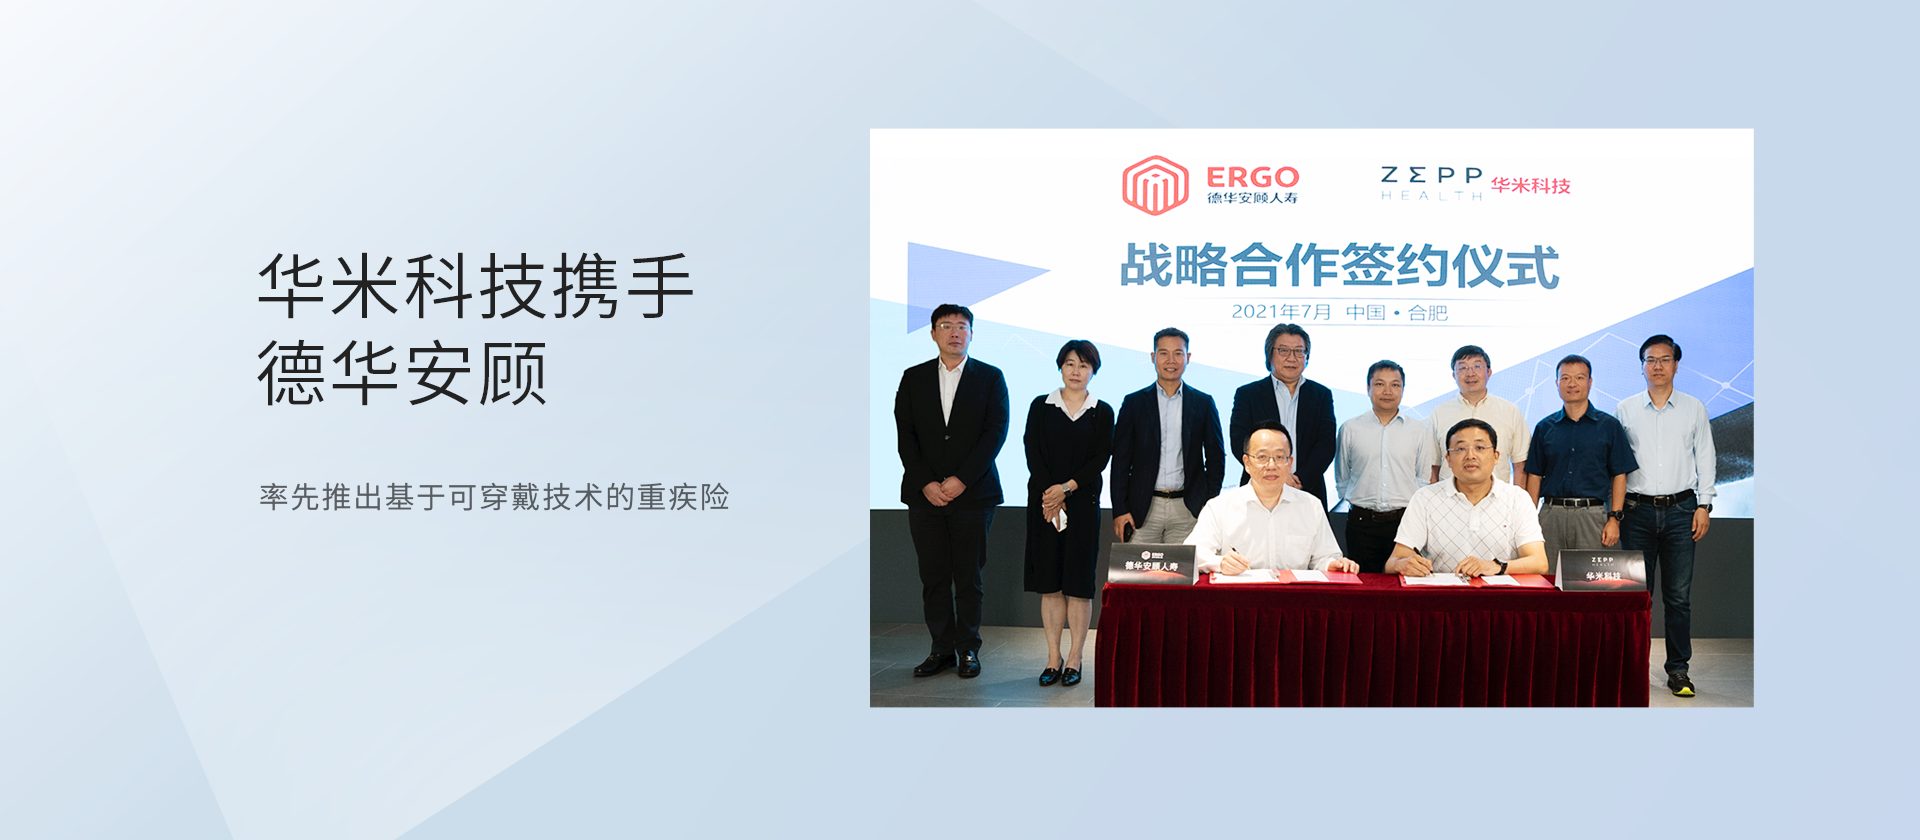 华米科技携手
德华安顾
率先推出基于可穿戴技术的重疾险
ERGO
德华安顾人寿
ZΣPP
HEALTH
华米科技
战略合作签约仪式
2021年7月 中国·合肥
ERGO
德华安顾人寿
ZΣPP
HEALTH
华米科技